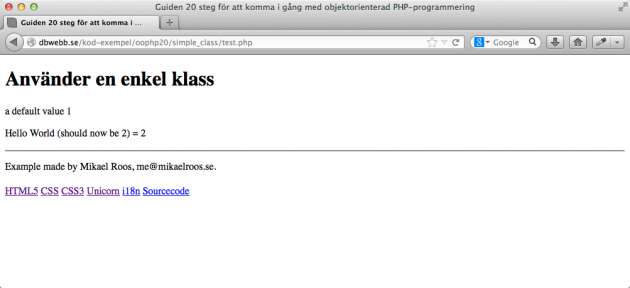 Guiden 20 steg för att komma i gång med objektorienterad PHP-programmering
Guiden 20 steg för att komma i ...
dbwebb.se/kod-exempel/oophp20/simple_class/test.php
Google
Använder en enkel klass
a default value 1
Hello World (should now be 2) = 2
Example made by Mikael Roos, me@mikaelroos.se.
HTML5 CSS CSS3 Unicorn i18n Sourcecode